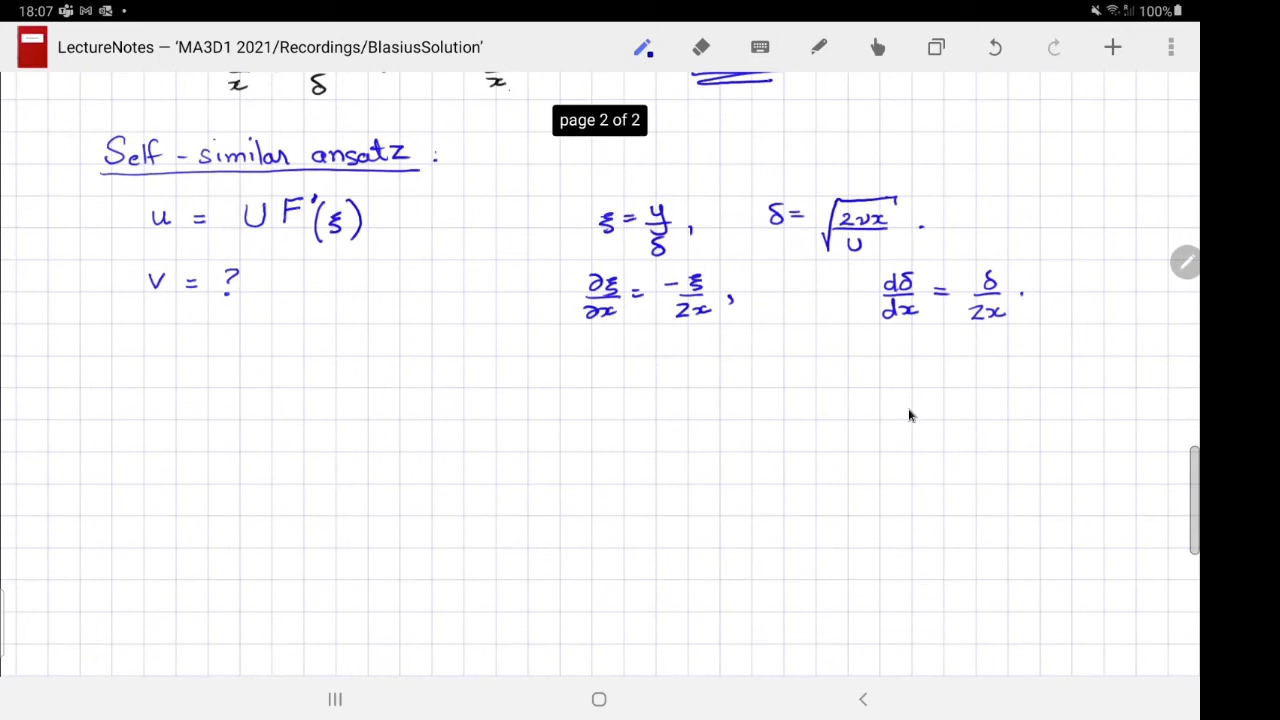 18:07 100%
LectureNotes — ‘MA3D1 2021/Recordings/BlasiusSolution’
x δ x
page 2 of 2
Self-similar ansatz :
u = U F'(ξ) ξ = y/δ , δ = √(2νx/U) .
v = ? ∂ξ/∂x = -ξ/2x , dδ/dx = δ/2x .